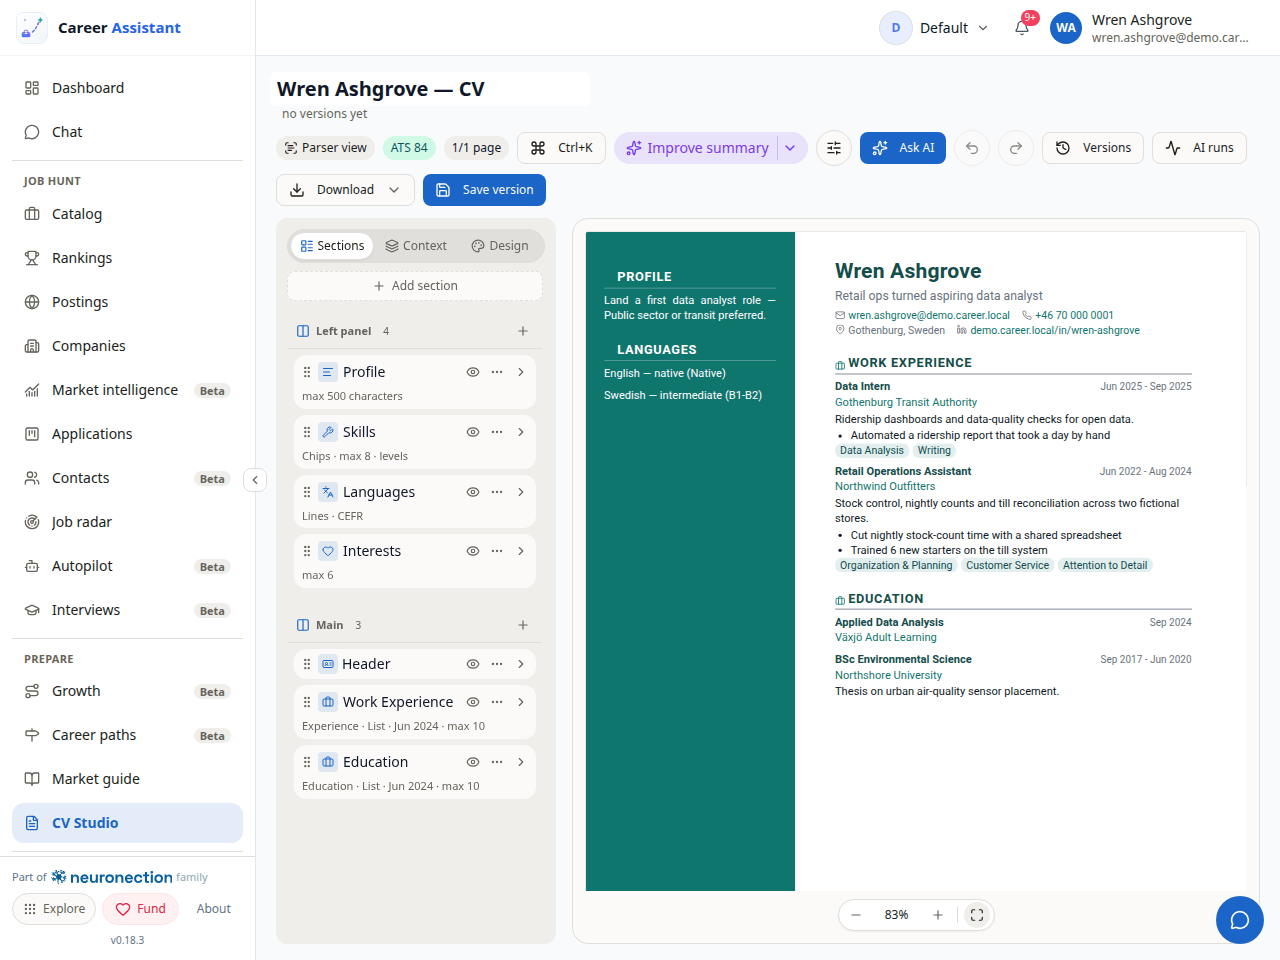 Career Assistant
D
Default
9+
WA
Wren Ashgrove
wren.ashgrove@demo.car...
Dashboard
Chat
JOB HUNT
Catalog
Rankings
Postings
Companies
Market intelligence
Beta
Applications
Contacts
Beta
Job radar
Autopilot
Beta
Interviews
Beta
PREPARE
Growth
Beta
Career paths
Beta
Market guide
CV Studio
Part of neuronection family
Explore
Fund
About
v0.18.3
Wren Ashgrove — CV
no versions yet
Parser view
ATS 84
1/1 page
Ctrl+K
Improve summary
Ask AI
Versions
AI runs
Download
Save version
Sections
Context
Design
Add section
Left panel 4
Profile
max 500 characters
Skills
Chips · max 8 · levels
Languages
Lines · CEFR
Interests
max 6
Main 3
Header
Work Experience
Experience · List · Jun 2024 · max 10
Education
Education · List · Jun 2024 · max 10
PROFILE
Land a first data analyst role —
Public sector or transit preferred.
LANGUAGES
English — native (Native)
Swedish — intermediate (B1-B2)
Wren Ashgrove
Retail ops turned aspiring data analyst
wren.ashgrove@demo.career.local +46 70 000 0001
Gothenburg, Sweden demo.career.local/in/wren-ashgrove
WORK EXPERIENCE
Data Intern Jun 2025 - Sep 2025
Gothenburg Transit Authority
Ridership dashboards and data-quality checks for open data.
• Automated a ridership report that took a day by hand
Data Analysis Writing
Retail Operations Assistant Jun 2022 - Aug 2024
Northwind Outfitters
Stock control, nightly counts and till reconciliation across two fictional
stores.
• Cut nightly stock-count time with a shared spreadsheet
• Trained 6 new starters on the till system
Organization & Planning Customer Service Attention to Detail
EDUCATION
Applied Data Analysis Sep 2024
Växjö Adult Learning
BSc Environmental Science Sep 2017 - Jun 2020
Northshore University
Thesis on urban air-quality sensor placement.
83%